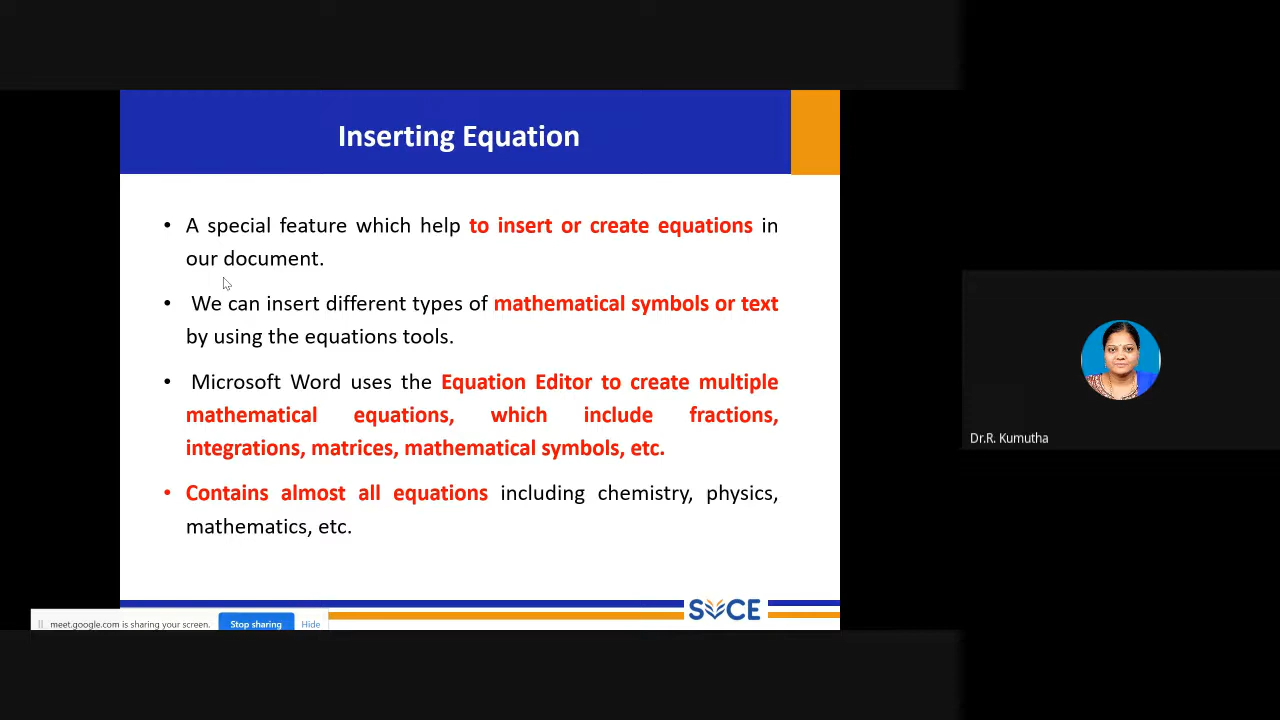 Inserting Equation
• A special feature which help to insert or create equations in
our document.
• We can insert different types of mathematical symbols or text
by using the equations tools.
• Microsoft Word uses the Equation Editor to create multiple
mathematical equations, which include fractions,
integrations, matrices, mathematical symbols, etc.
• Contains almost all equations including chemistry, physics,
mathematics, etc.
SVCE
meet.google.com is sharing your screen. Stop sharing Hide
Dr.R. Kumutha